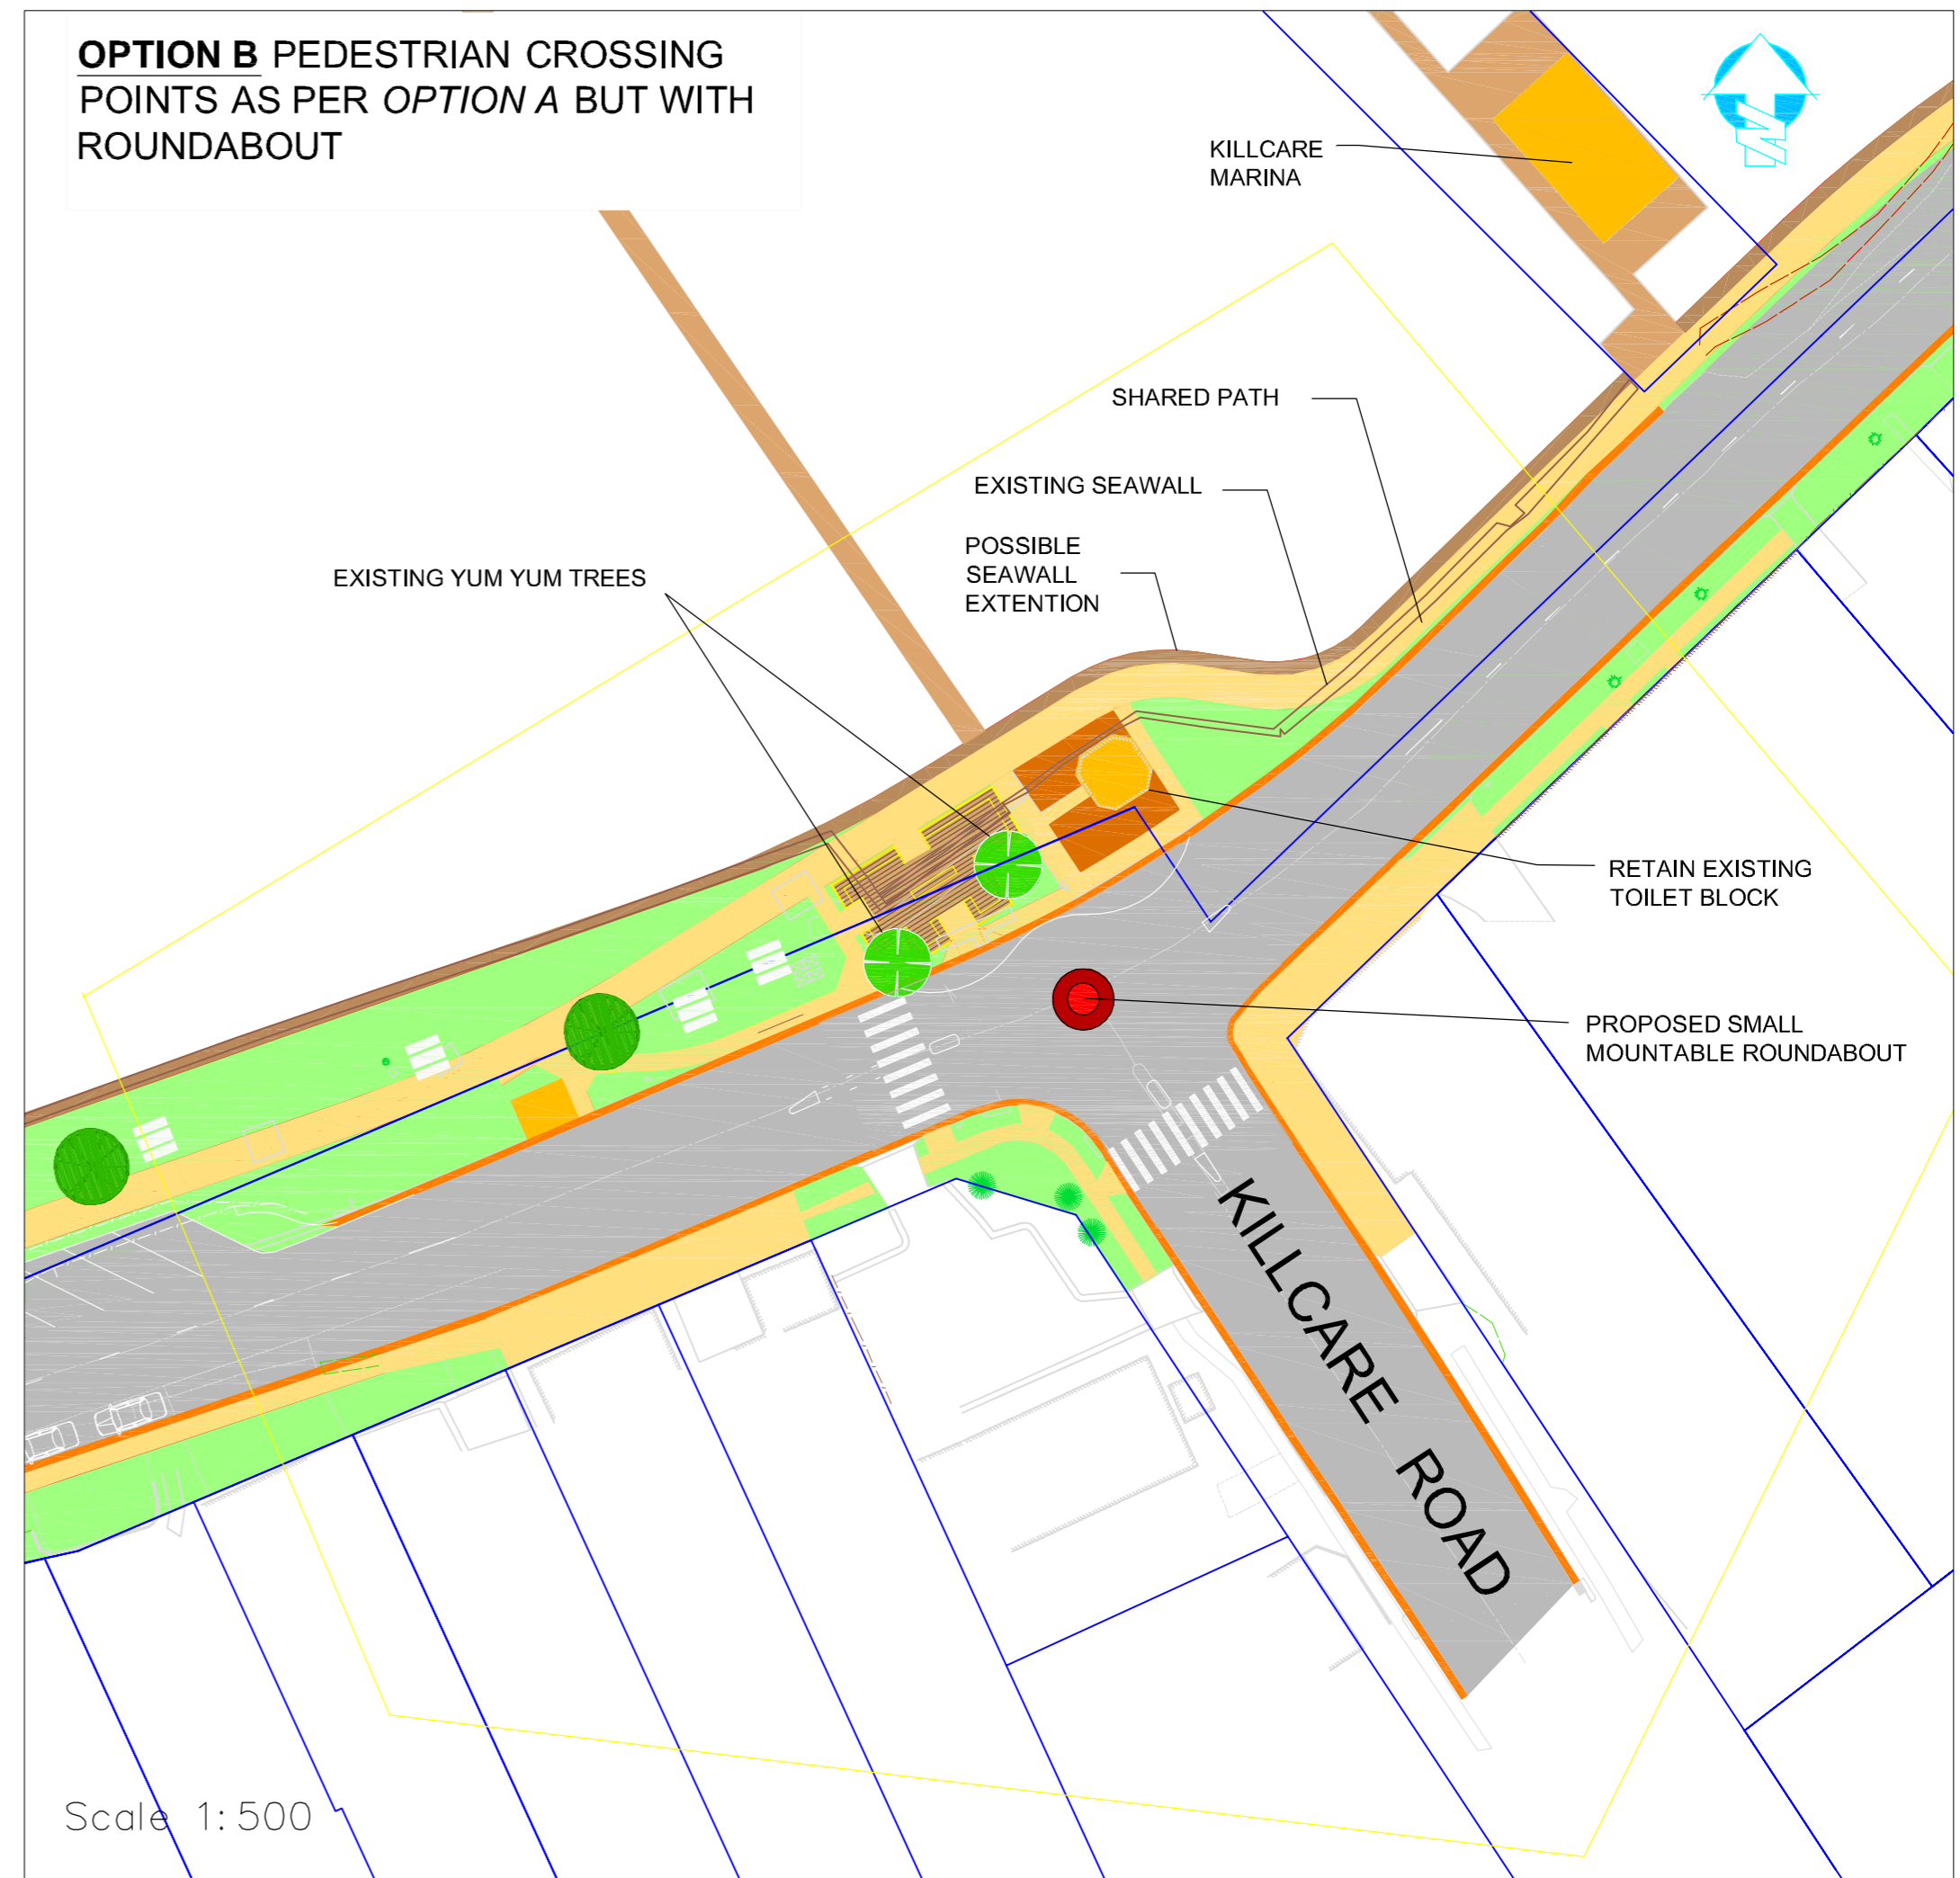 OPTION B PEDESTRIAN CROSSING
POINTS AS PER OPTION A BUT WITH
ROUNDABOUT
KILLCARE
MARINA
SHARED PATH
EXISTING SEAWALL
POSSIBLE
SEAWALL
EXTENTION
EXISTING YUM YUM TREES
RETAIN EXISTING
TOILET BLOCK
PROPOSED SMALL
MOUNTABLE ROUNDABOUT
KILLCARE ROAD
Scale 1:500
N